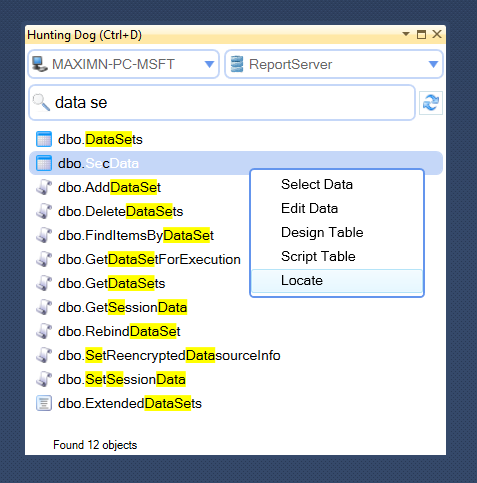 Hunting Dog (Ctrl+D)
MAXIMN-PC-MSFT ReportServer
data se
dbo.DataSets
dbo.SecData
Select Data
dbo.AddDataSet
Edit Data
dbo.DeleteDataSets
Design Table
dbo.FindItemsByDataSet
Script Table
dbo.GetDataSetForExecution
Locate
dbo.GetDataSets
dbo.GetSessionData
dbo.RebindDataSet
dbo.SetReencryptedDatasourceInfo
dbo.SetSessionData
dbo.ExtendedDataSets
Found 12 objects